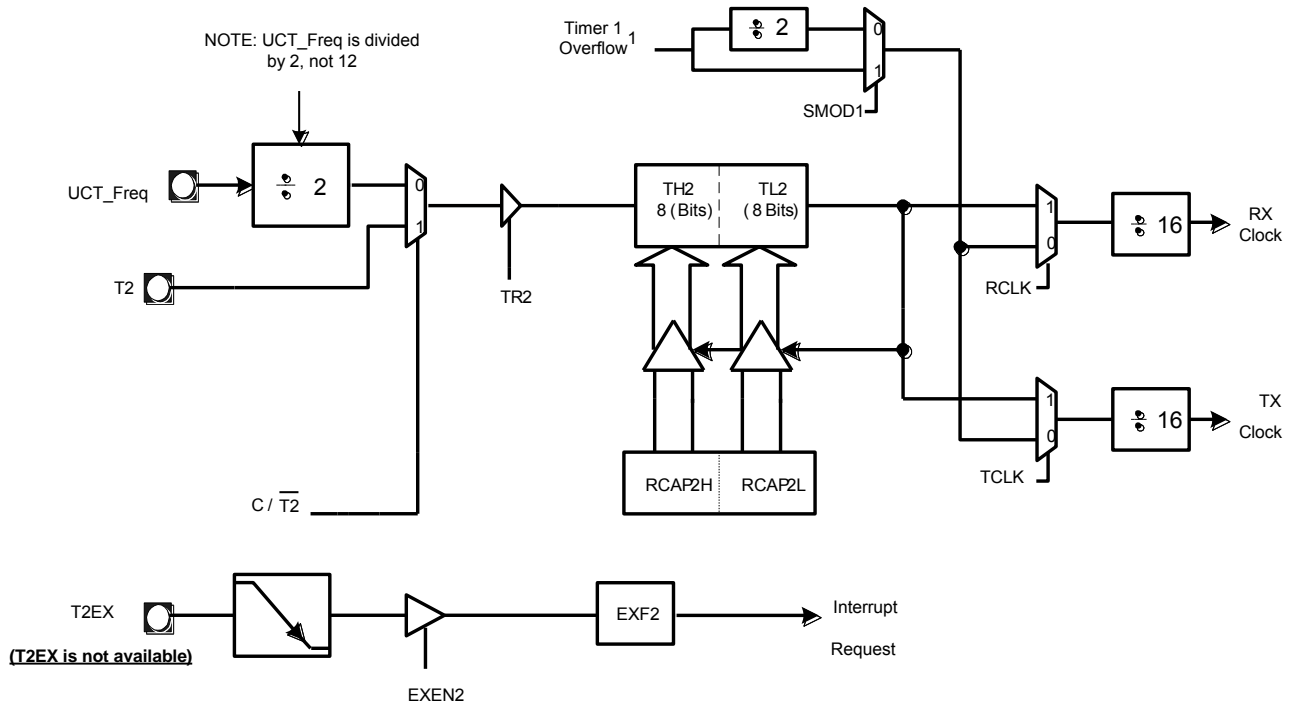 NOTE: UCT_Freq is divided
by 2, not 12
Timer 1
Overflow 1
÷ 2
0
1
SMOD1
UCT_Freq
÷ 2
0
1
T2
TR2
TH2
8 ( Bits)
TL2
( 8 Bits)
1
0
RCLK
÷ 16
RX
Clock
RCAP2H
RCAP2L
1
0
TCLK
÷ 16
TX
Clock
C / T2
T2EX
(T2EX is not available)
EXEN2
EXF2
Interrupt
Request